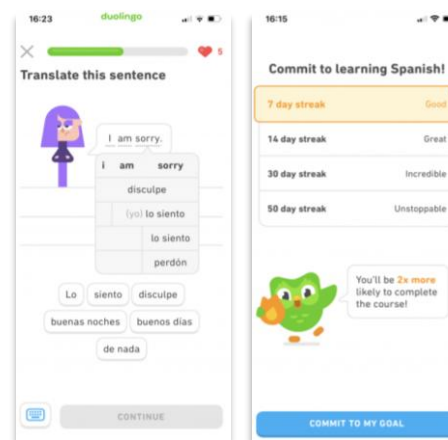 16:23
duolingo
5
Translate this sentence
I am sorry.
i am sorry
disculpe
(yo) lo siento
lo siento
perdón
Lo siento disculpe
buenas noches buenos días
de nada
CONTINUE
16:15
Commit to learning Spanish!
7 day streak Good
14 day streak Great
30 day streak Incredible
50 day streak Unstoppable
You'll be 2x more
likely to complete
the course!
COMMIT TO MY GOAL